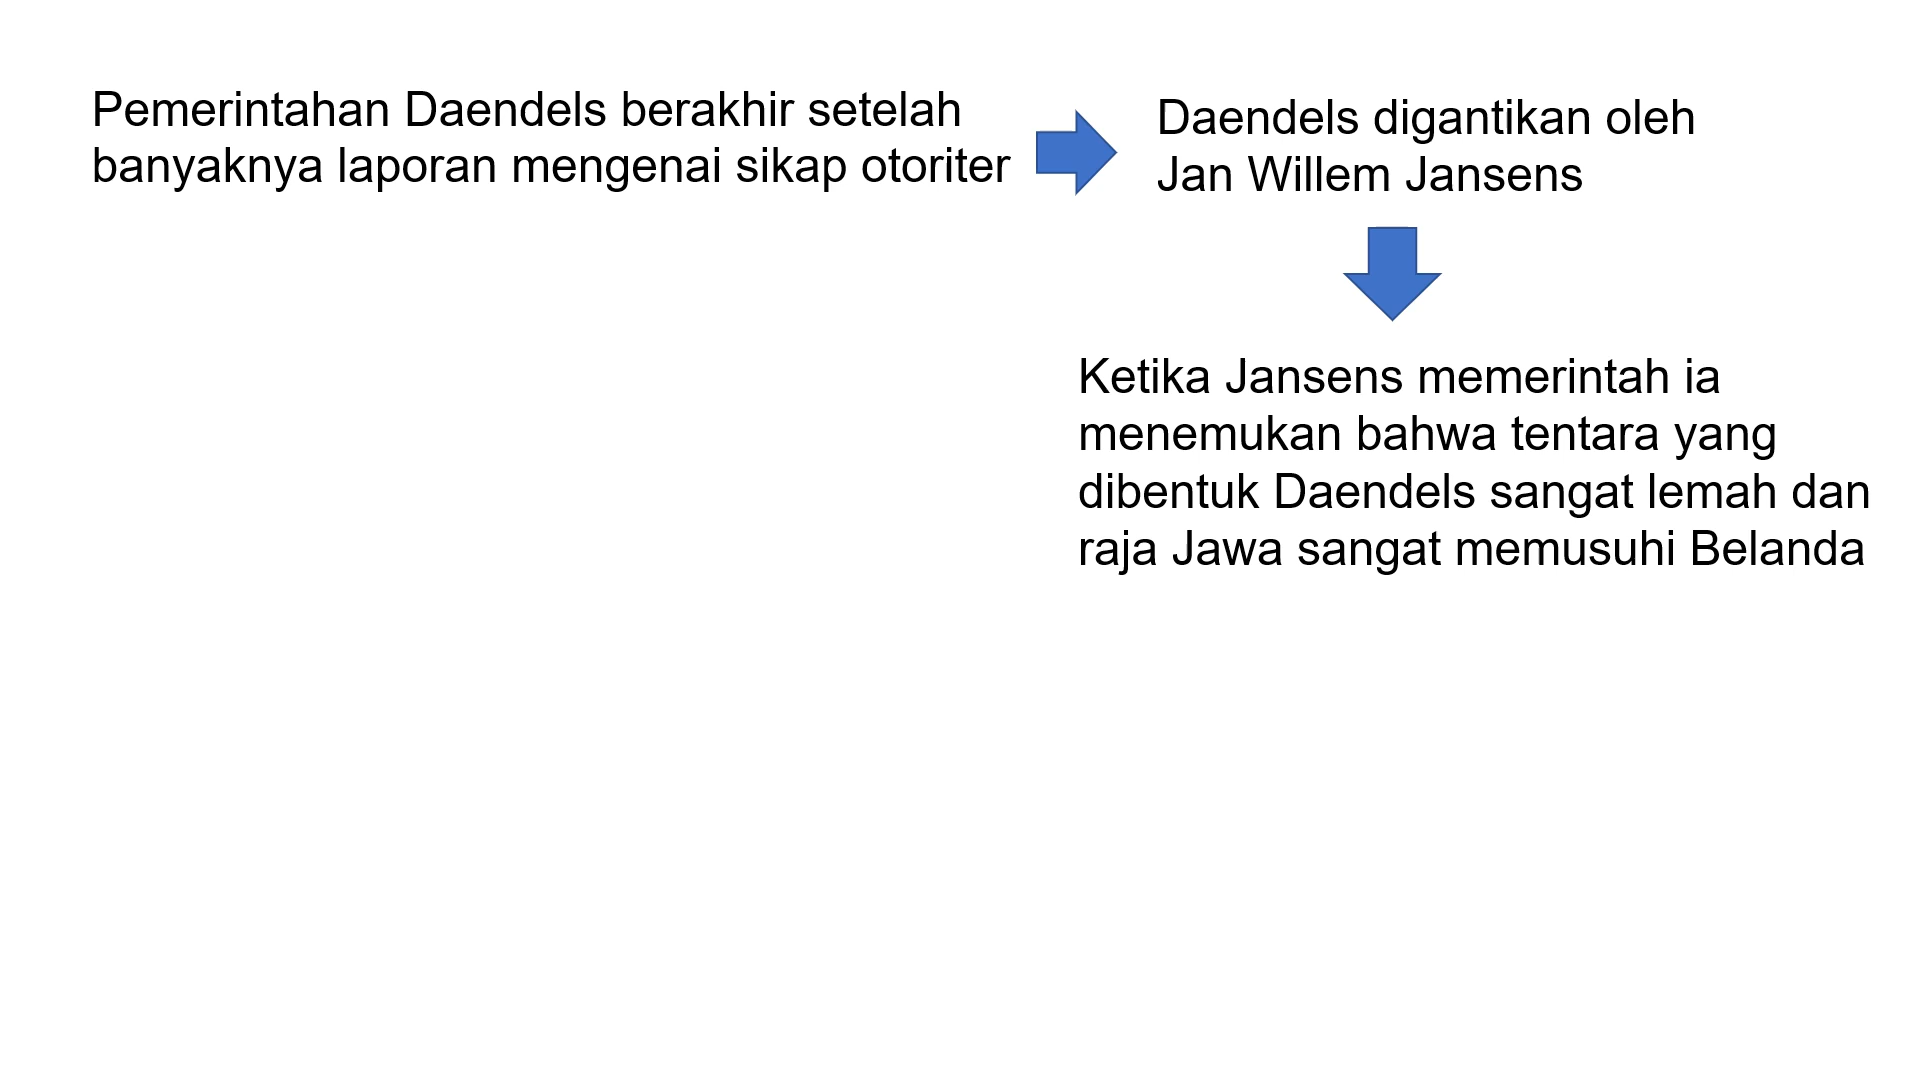 Pemerintahan Daendels berakhir setelah
banyaknya laporan mengenai sikap otoriter
Daendels digantikan oleh
Jan Willem Jansens
Ketika Jansens memerintah ia
menemukan bahwa tentara yang
dibentuk Daendels sangat lemah dan
raja Jawa sangat memusuhi Belanda